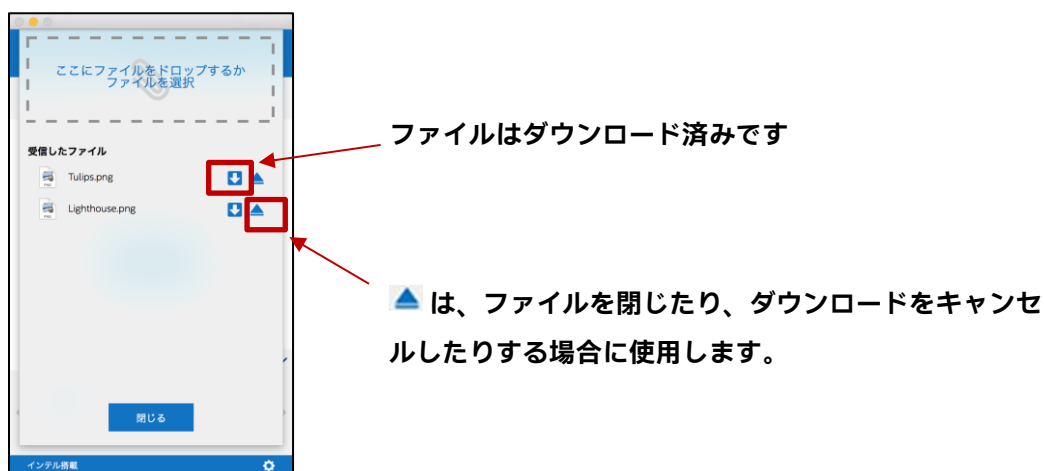 ここにファイルをドロップするか
ファイルを選択
受信したファイル
Tulips.png
Lighthouse.png
閉じる
インテル搭載
ファイルはダウンロード済みです
は、ファイルを閉じたり、ダウンロードをキャンセ
ルしたりする場合に使用します。